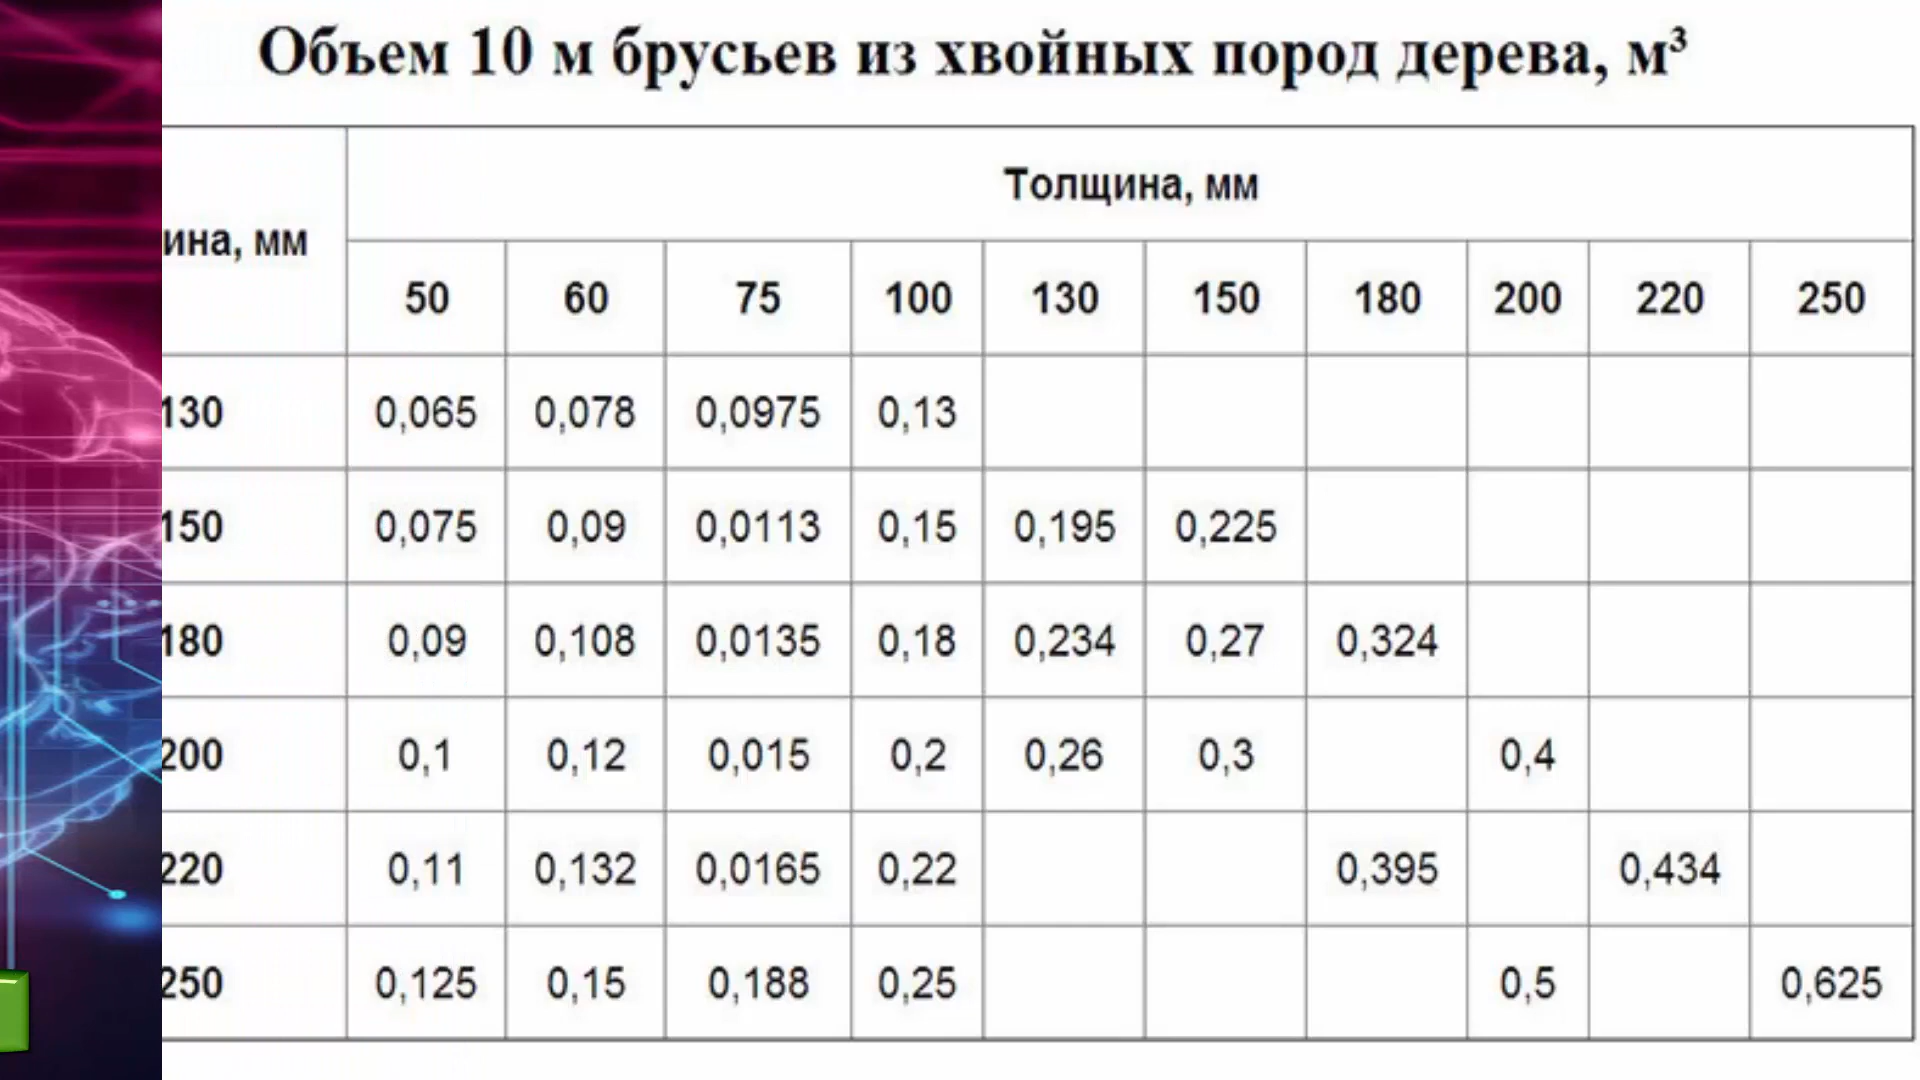 Объем 10 м брусьев из хвойных пород дерева, м³
Толщина, мм
ина, мм
50 60 75 100 130 150 180 200 220 250
130 0,065 0,078 0,0975 0,13
150 0,075 0,09 0,0113 0,15 0,195 0,225
180 0,09 0,108 0,0135 0,18 0,234 0,27 0,324
200 0,1 0,12 0,015 0,2 0,26 0,3 0,4
220 0,11 0,132 0,0165 0,22 0,395 0,434
250 0,125 0,15 0,188 0,25 0,5 0,625